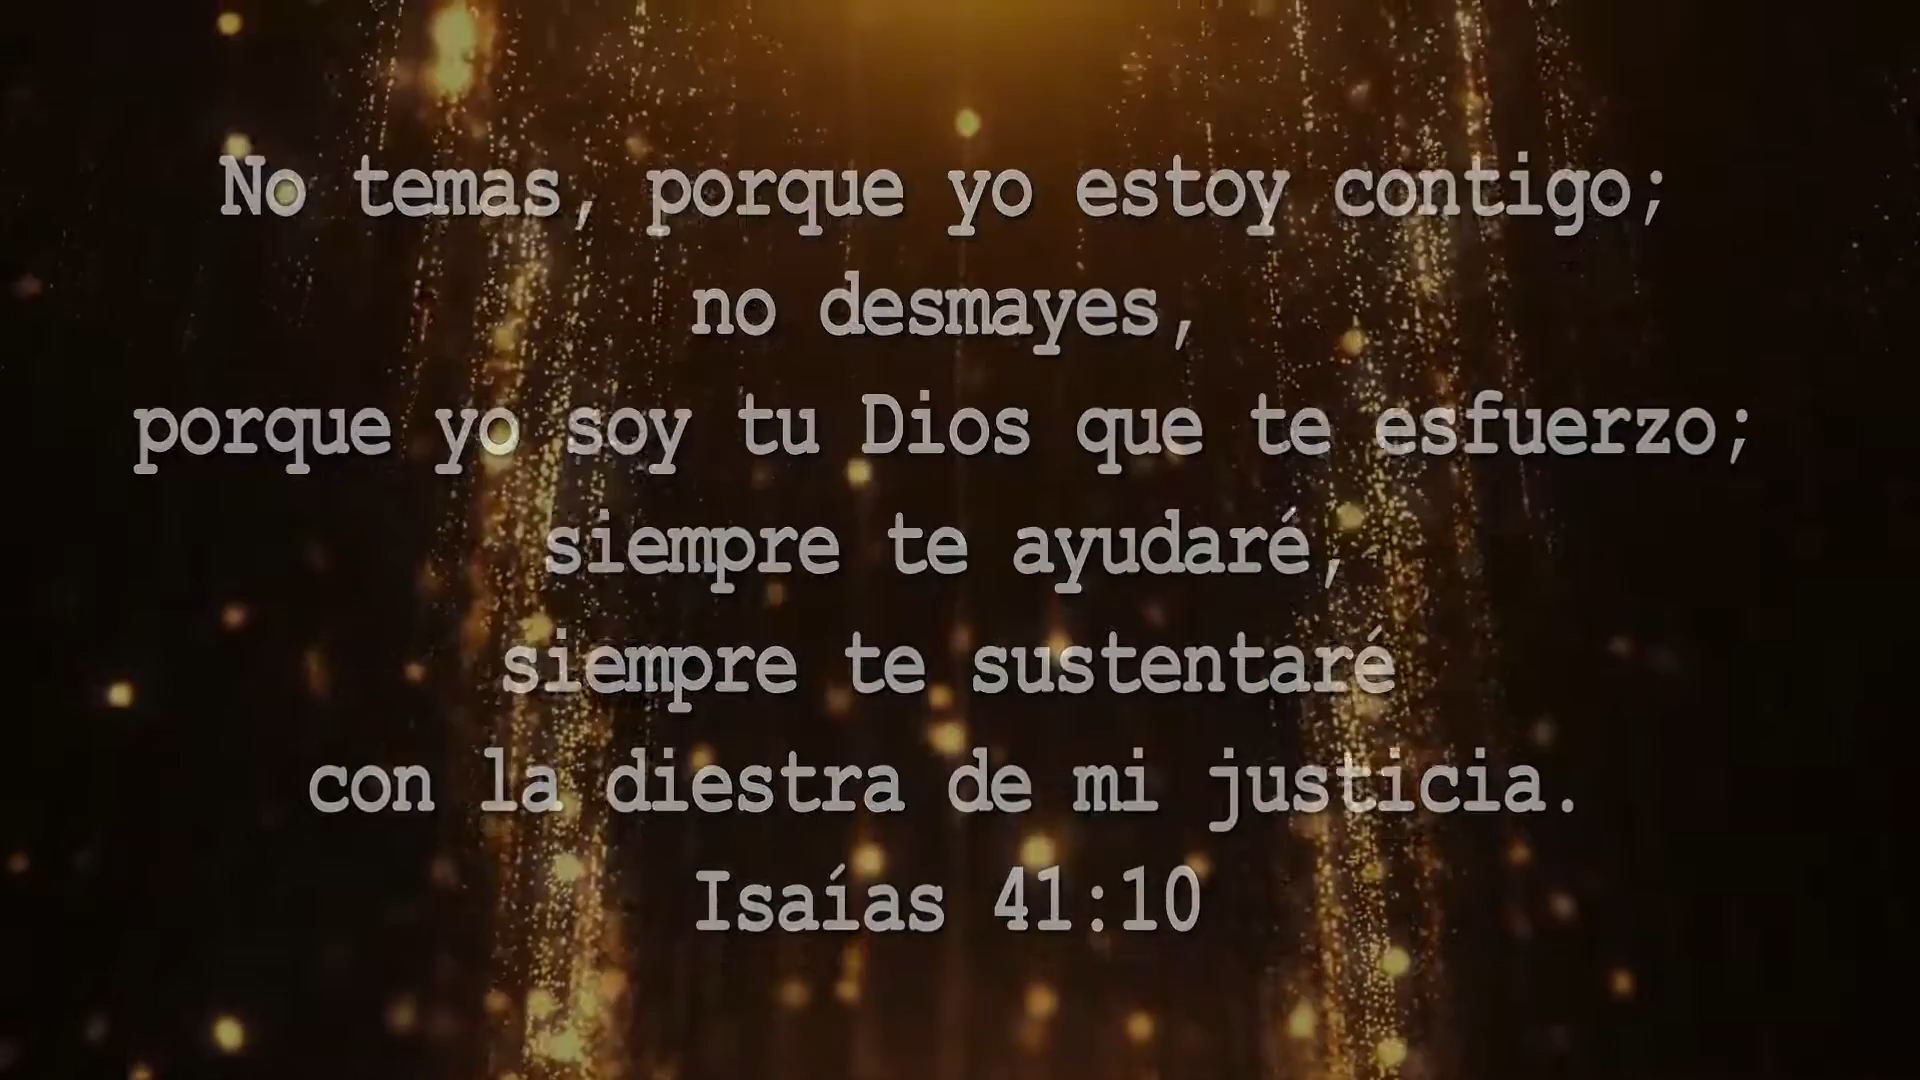 No temas, porque yo estoy contigo;
no desmayes,
porque yo soy tu Dios que te esfuerzo;
siempre te ayudaré,
siempre te sustentaré
con la diestra de mi justicia.
Isaías 41:10